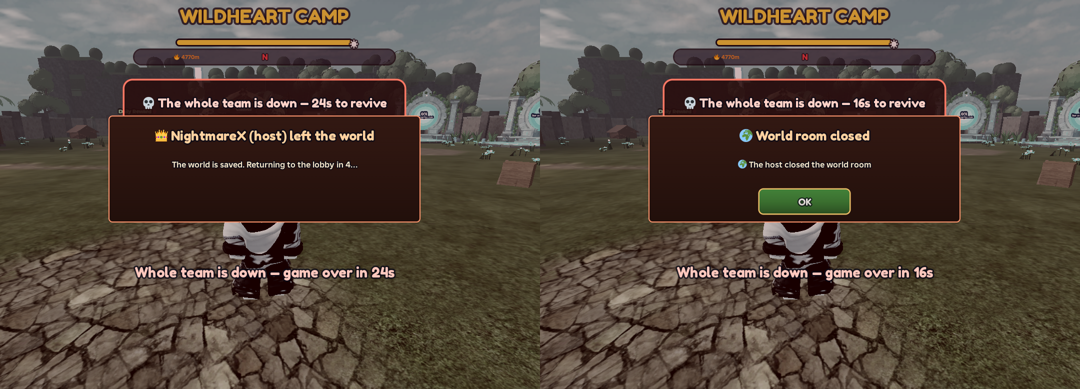 WILDHEART CAMP
4770m
N
💀 The whole team is down – 24s to revive
👑 NightmareX (host) left the world
The world is saved. Returning to the lobby in 4...
Whole team is down – game over in 24s
WILDHEART CAMP
4770m
N
💀 The whole team is down – 16s to revive
🌍 World room closed
🌍 The host closed the world room
OK
Whole team is down – game over in 16s